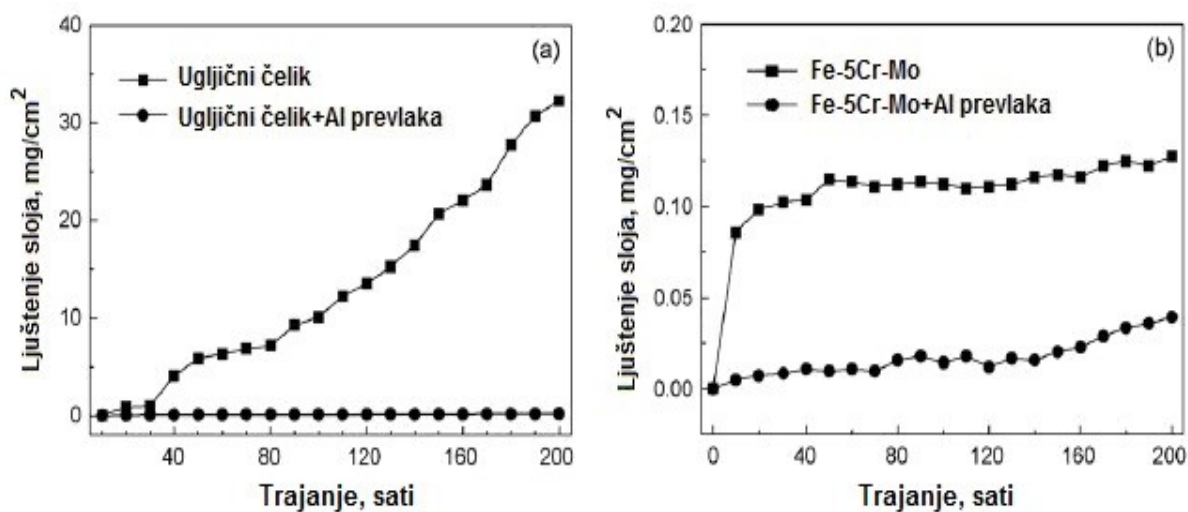 (a)
Ugljični čelik
Ugljični čelik+Al prevlaka
Ljuštenje sloja, mg/cm²
40
30
20
10
0
40
80
120
160
200
Trajanje, sati
(b)
Fe-5Cr-Mo
Fe-5Cr-Mo+Al prevlaka
Ljuštenje sloja, mg/cm²
0.20
0.15
0.10
0.05
0.00
0
40
80
120
160
200
Trajanje, sati